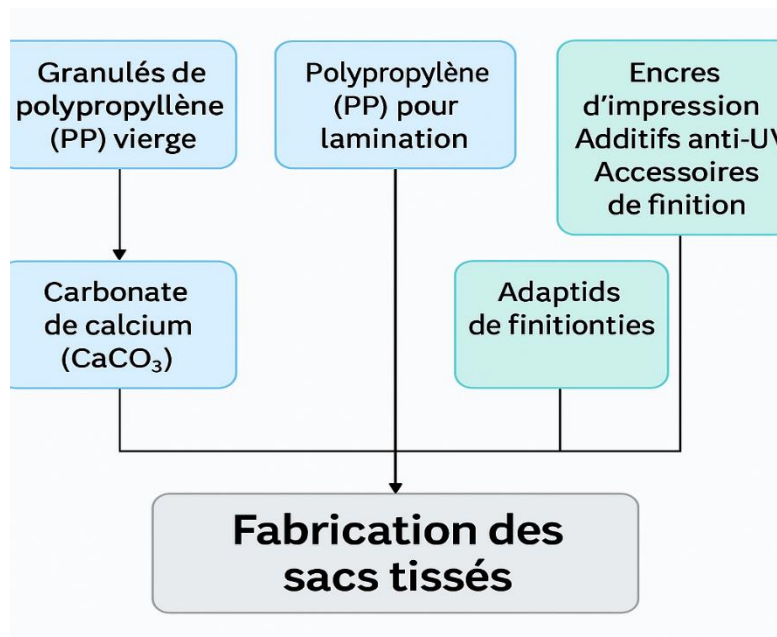 Granulés de
polypropyllène
(PP) vierge
Polypropylène
(PP) pour
lamination
Encres
d'impression
Additifs anti-UV
Accessoires
de finition
Carbonate
de calcium
(CaCO₃)
Adaptids
de finitionties
Fabrication des
sacs tissés